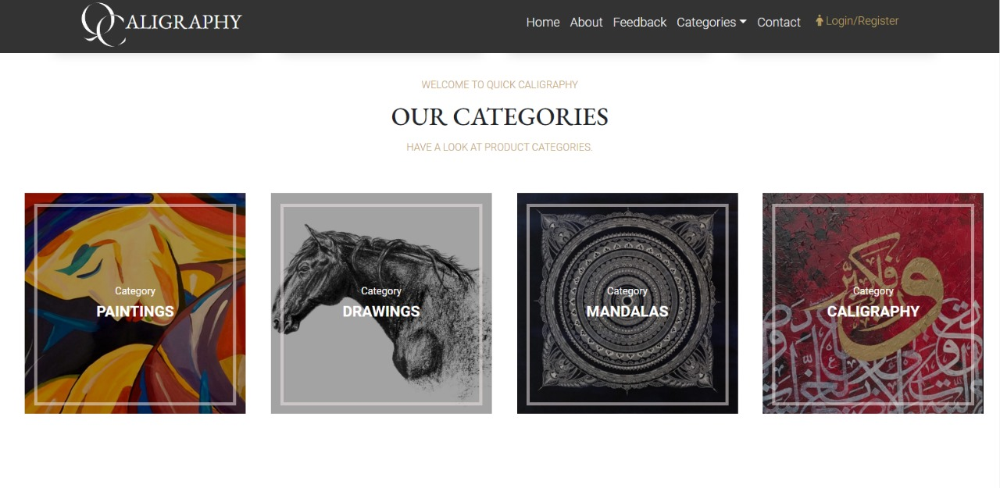 QCALIGRAPHY
Home About Feedback Categories Contact Login/Register
WELCOME TO QUICK CALIGRAPHY
OUR CATEGORIES
HAVE A LOOK AT PRODUCT CATEGORIES.
Category
PAINTINGS
Category
DRAWINGS
Category
MANDALAS
Category
CALIGRAPHY